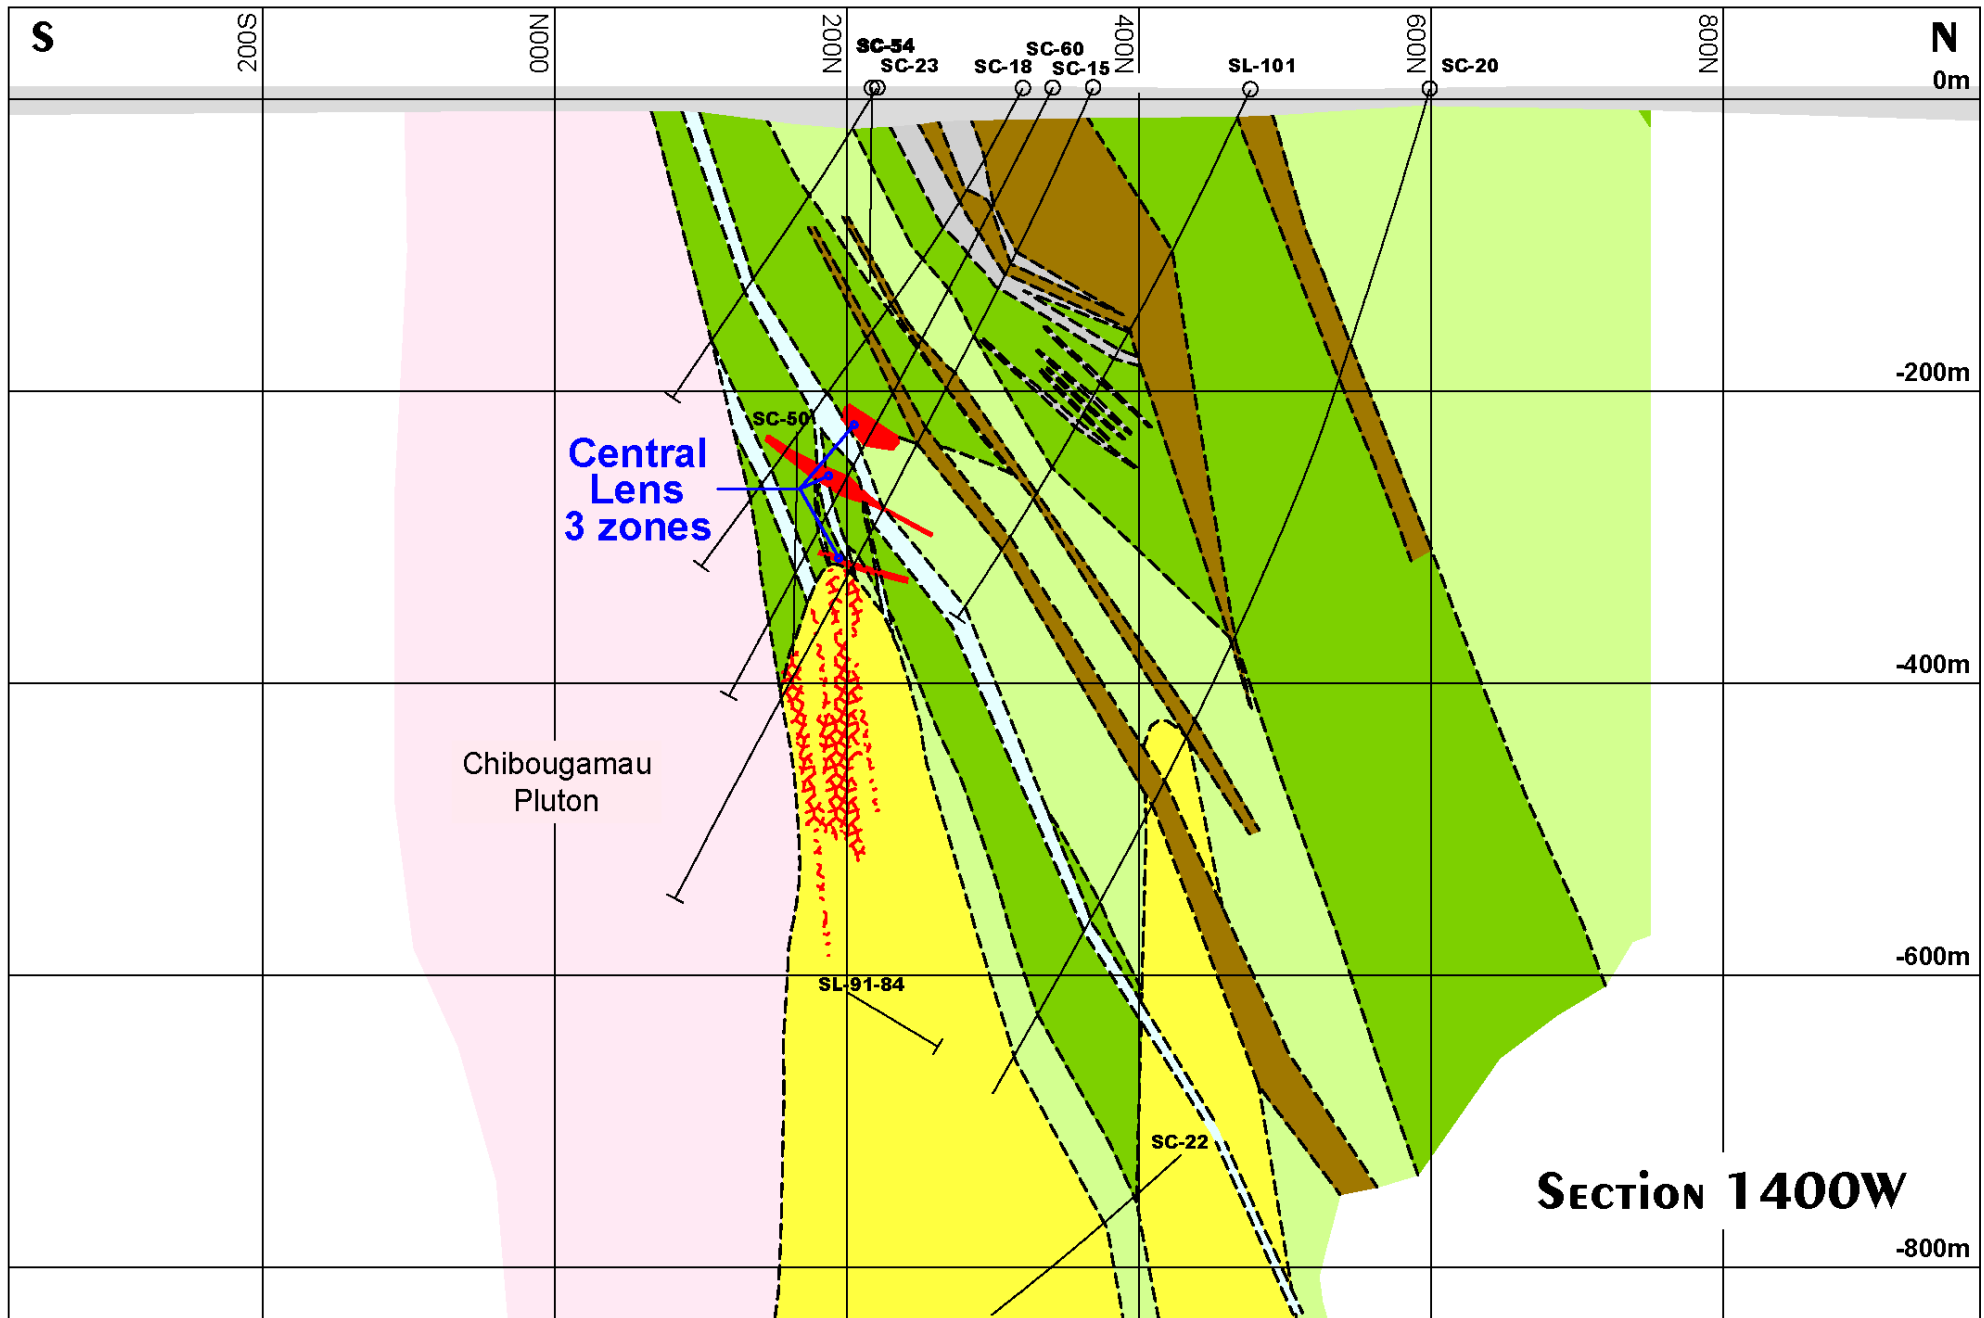 S
200S
N0000
200N
400N
600N
800N
N
SC-54
SC-23
SC-18
SC-60
SC-15
SL-101
SC-20
0m
-200m
SC-50
Central
Lens
3 zones
-400m
Chibougamau
Pluton
-600m
SL-91-84
SC-22
Section 1400W
-800m